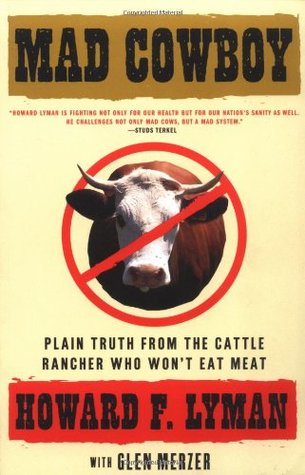 MAD COWBOY
"HOWARD LYMAN IS FIGHTING NOT ONLY FOR OUR HEALTH BUT FOR OUR NATION'S SANITY AS WELL.
HE CHALLENGES NOT ONLY MAD COWS, BUT A MAD SYSTEM."
—STUDS TERKEL
PLAIN TRUTH FROM THE CATTLE
RANCHER WHO WON'T EAT MEAT
HOWARD F. LYMAN
WITH GLEN MERZER
Copyrighted Material